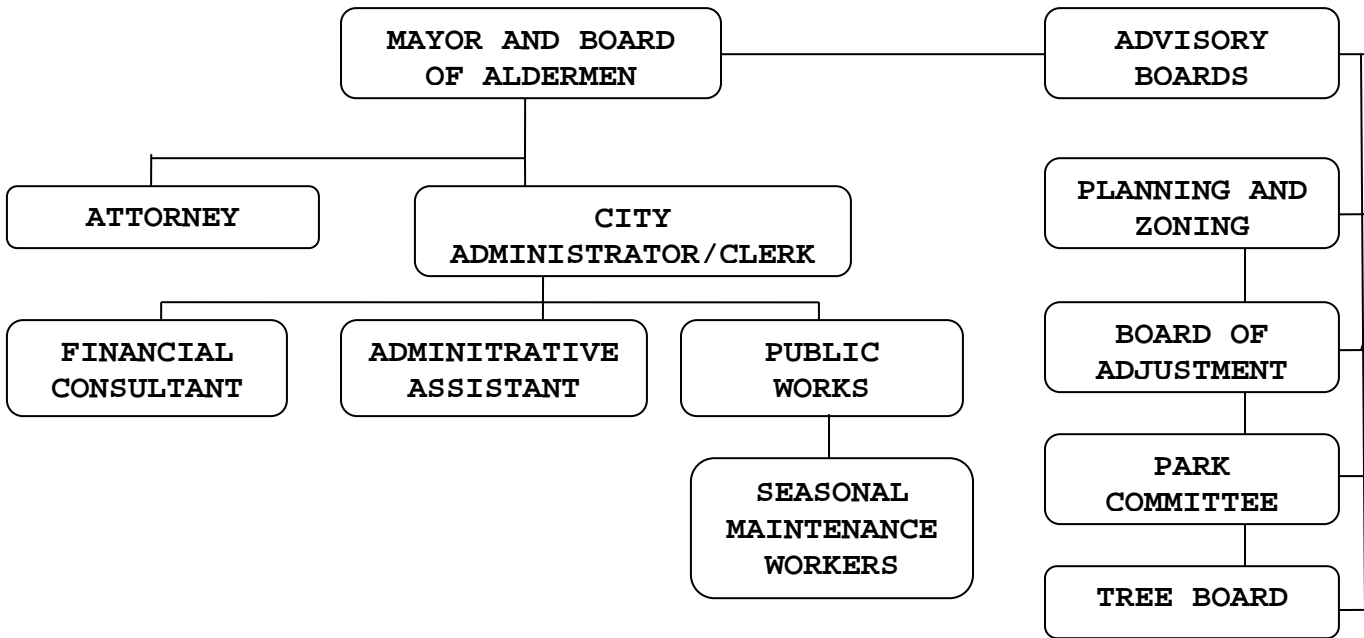 MAYOR AND BOARD
OF ALDERMEN
ADVISORY
BOARDS
ATTORNEY
CITY
ADMINISTRATOR/CLERK
PLANNING AND
ZONING
FINANCIAL
CONSULTANT
ADMINITRATIVE
ASSISTANT
PUBLIC
WORKS
BOARD OF
ADJUSTMENT
SEASONAL
MAINTENANCE
WORKERS
PARK
COMMITTEE
TREE BOARD